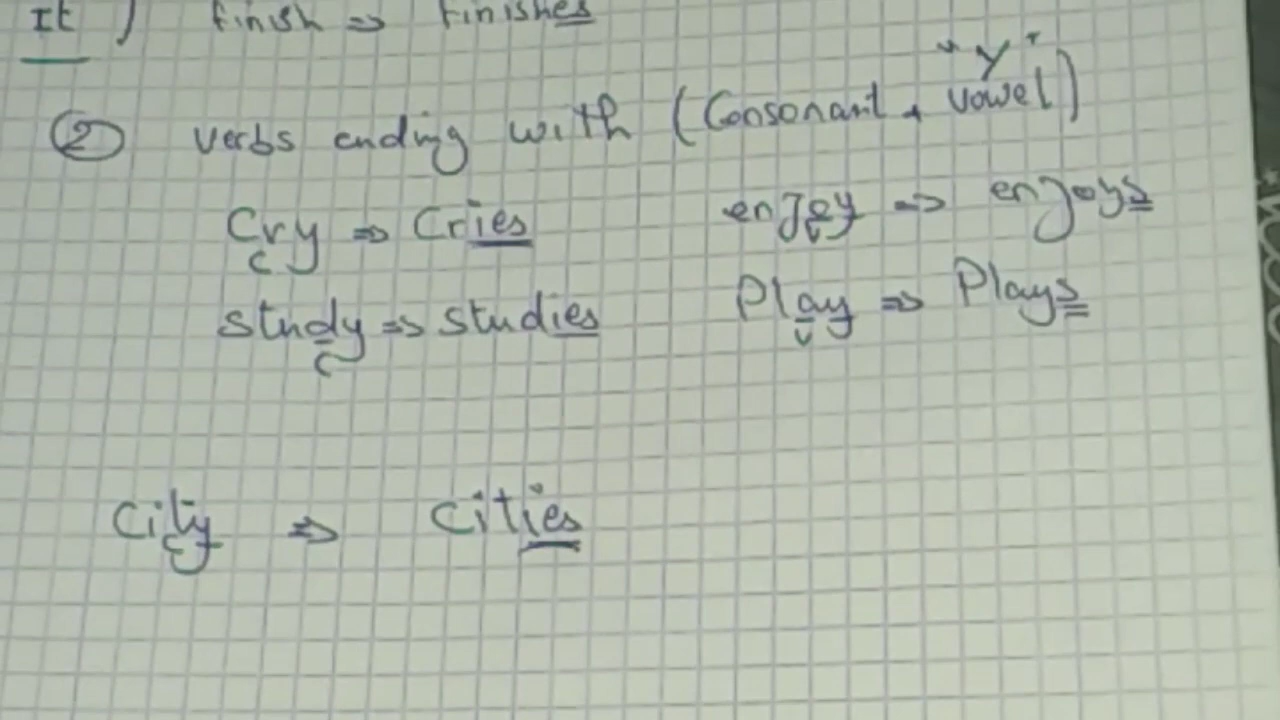 It ) finish => finishes
"y"
② verbs ending with (Consonant + vowel)
Cry => Cries enjoy => enjoys
c v
study => studies Play => Plays
c v
City => Cities
c